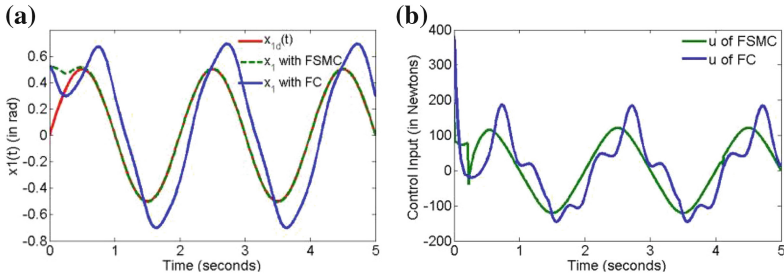 (a)
x1d(t)
x1 with FSMC
x1 with FC
0.6
0.4
0.2
0
-0.2
-0.4
-0.6
-0.8
x1(t) (in rad)
0 1 2 3 4 5
Time (seconds)
(b)
u of FSMC
u of FC
400
300
200
100
0
-100
-200
Control Input (in Newtons)
0 1 2 3 4 5
Time (seconds)